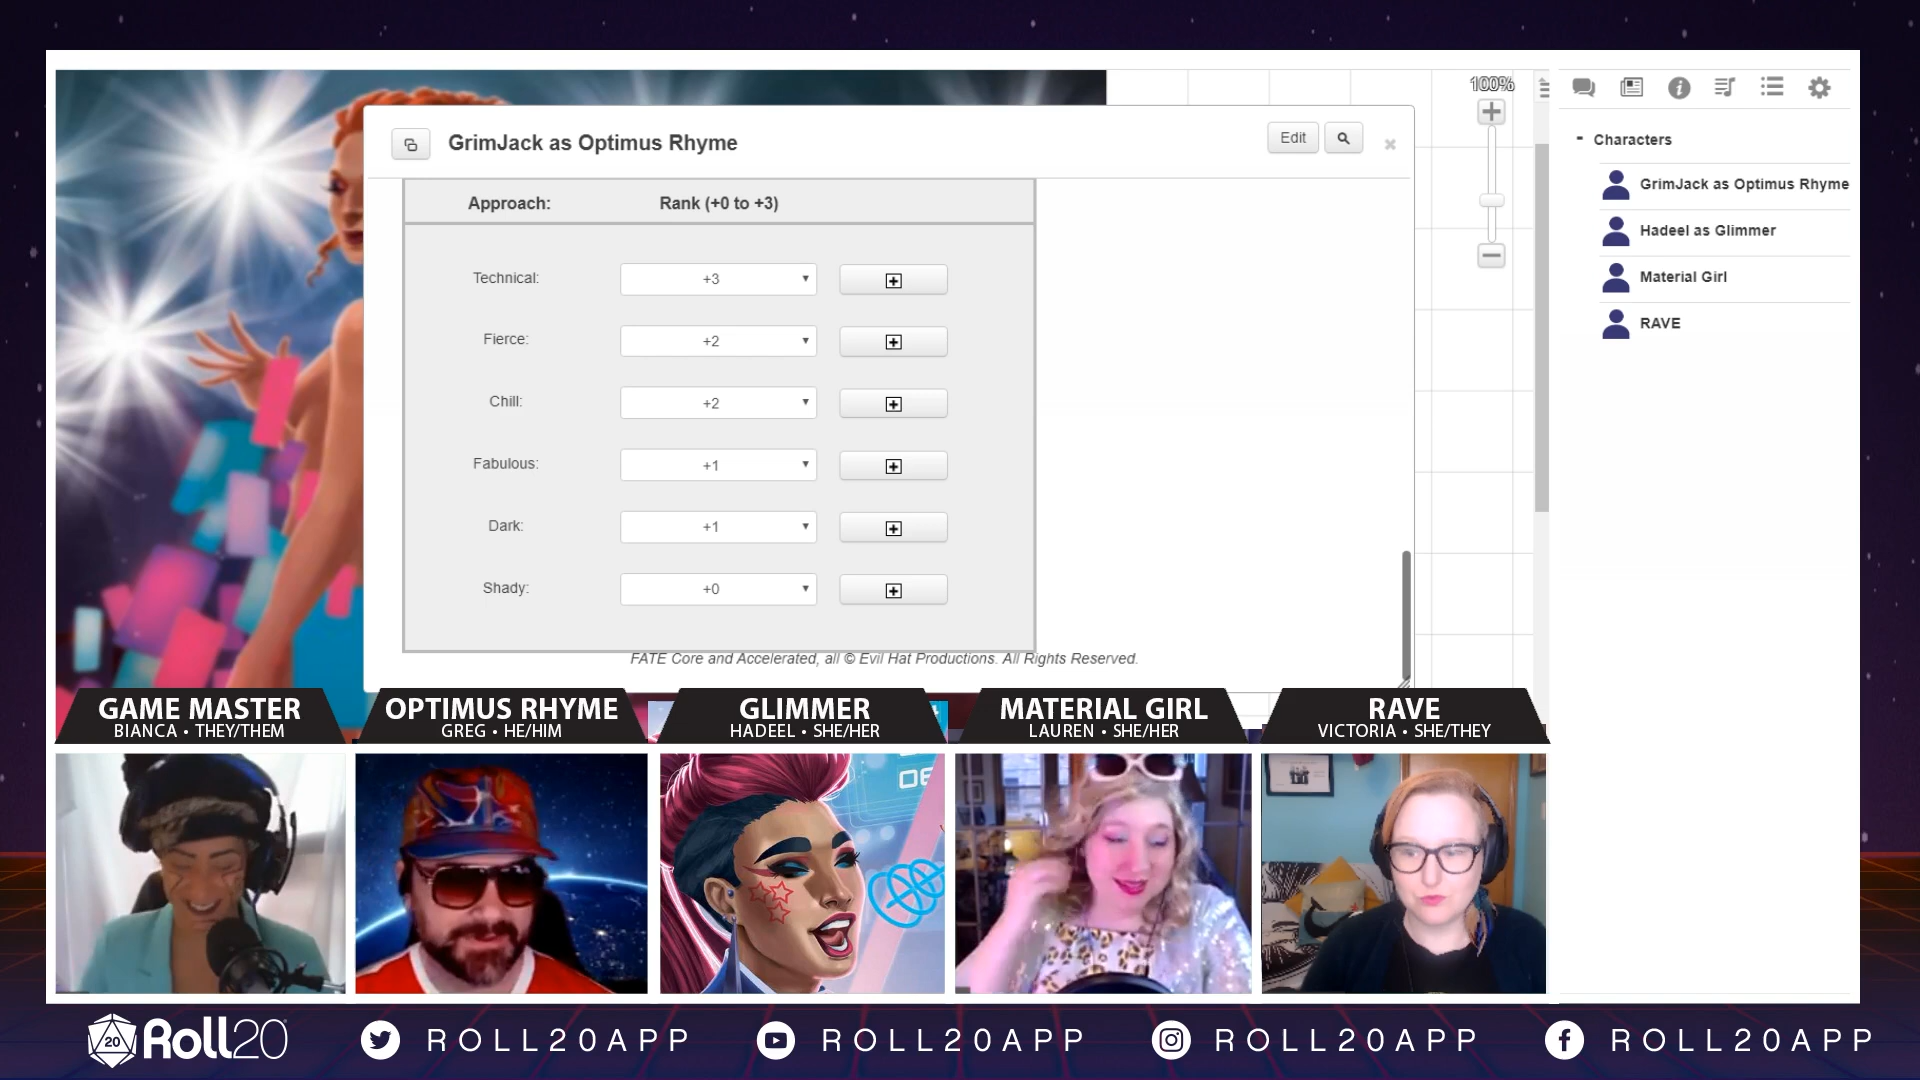 100%
GrimJack as Optimus Rhyme
Edit
Approach: Rank (+0 to +3)
Technical: +3
Fierce: +2
Chill: +2
Fabulous: +1
Dark: +1
Shady: +0
FATE Core and Accelerated, all © Evil Hat Productions. All Rights Reserved.
- Characters
GrimJack as Optimus Rhyme
Hadeel as Glimmer
Material Girl
RAVE
GAME MASTER
BIANCA • THEY/THEM
OPTIMUS RHYME
GREG • HE/HIM
GLIMMER
HADEEL • SHE/HER
MATERIAL GIRL
LAUREN • SHE/HER
RAVE
VICTORIA • SHE/THEY
20 Roll20
ROLL20APP
ROLL20APP
ROLL20APP
ROLL20APP